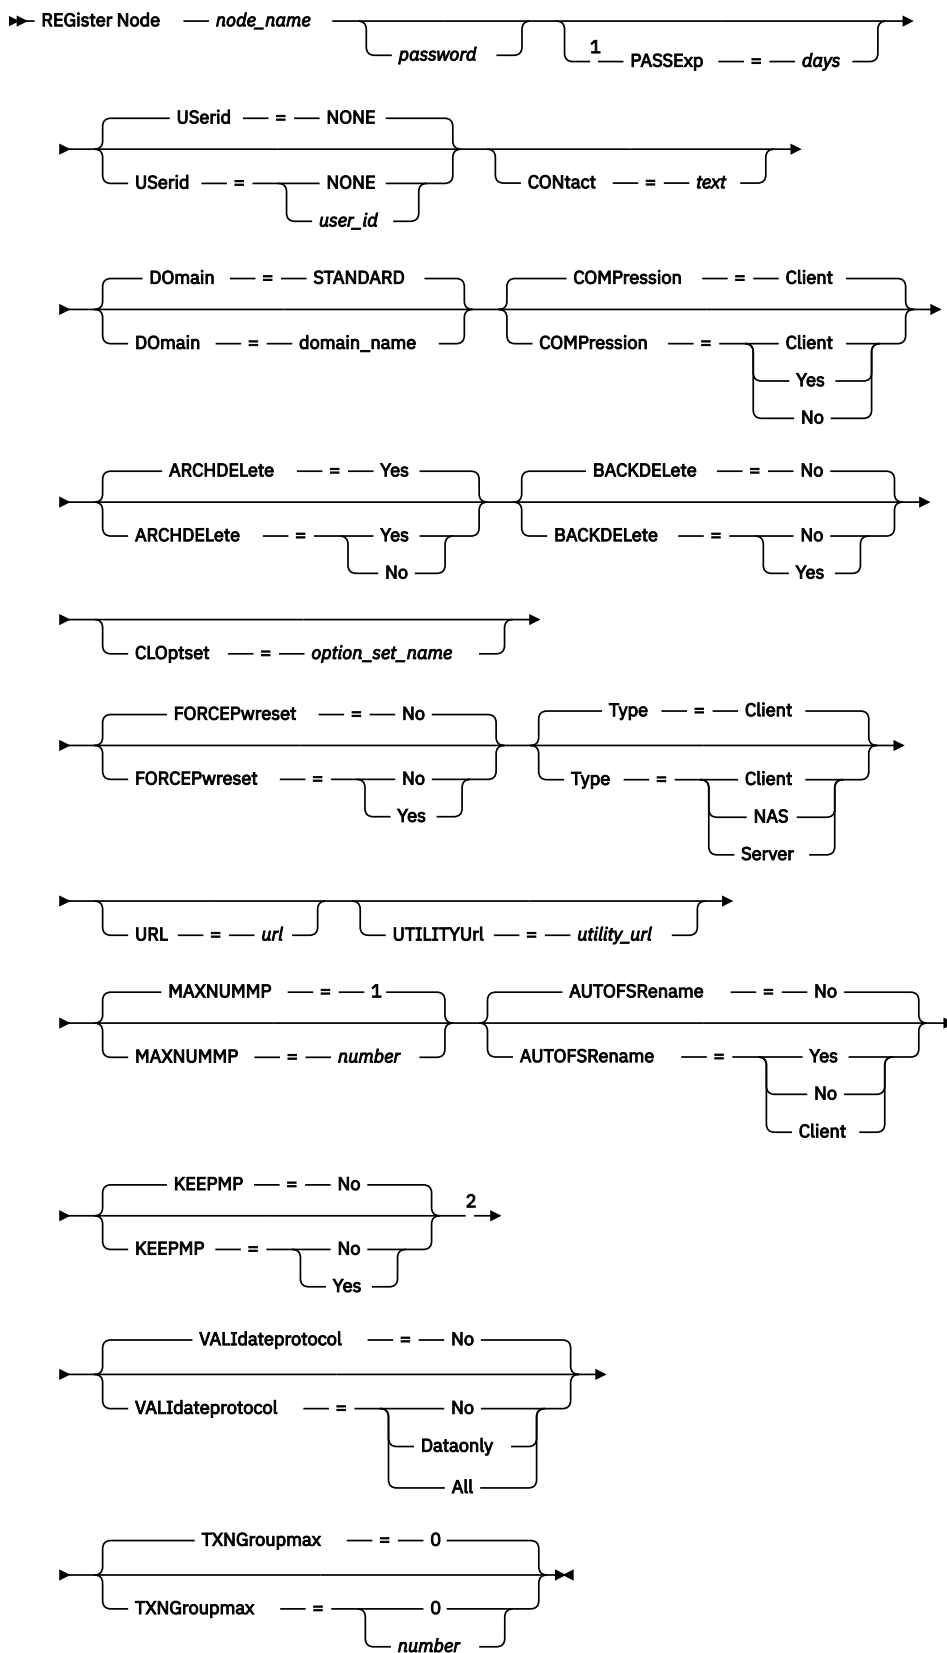 REGister Node node_name
password
1 PASSExp = days
USerid = NONE
USerid = NONE
user_id
CONtact = text
DOmain = STANDARD
DOmain = domain_name
COMPression = Client
COMPression = Client
Yes
No
ARCHDELete = Yes
ARCHDELete = Yes
No
BACKDELete = No
BACKDELete = No
Yes
CLOptset = option_set_name
FORCEPwreset = No
FORCEPwreset = No
Yes
Type = Client
Type = Client
NAS
Server
URL = url
UTILITYUrl = utility_url
MAXNUMMP = 1
MAXNUMMP = number
AUTOFSRename = No
AUTOFSRename = Yes
No
Client
KEEPMP = No
2
KEEPMP = No
Yes
VALIdateprotocol = No
VALIdateprotocol = No
Dataonly
All
TXNGroupmax = 0
TXNGroupmax = 0
number